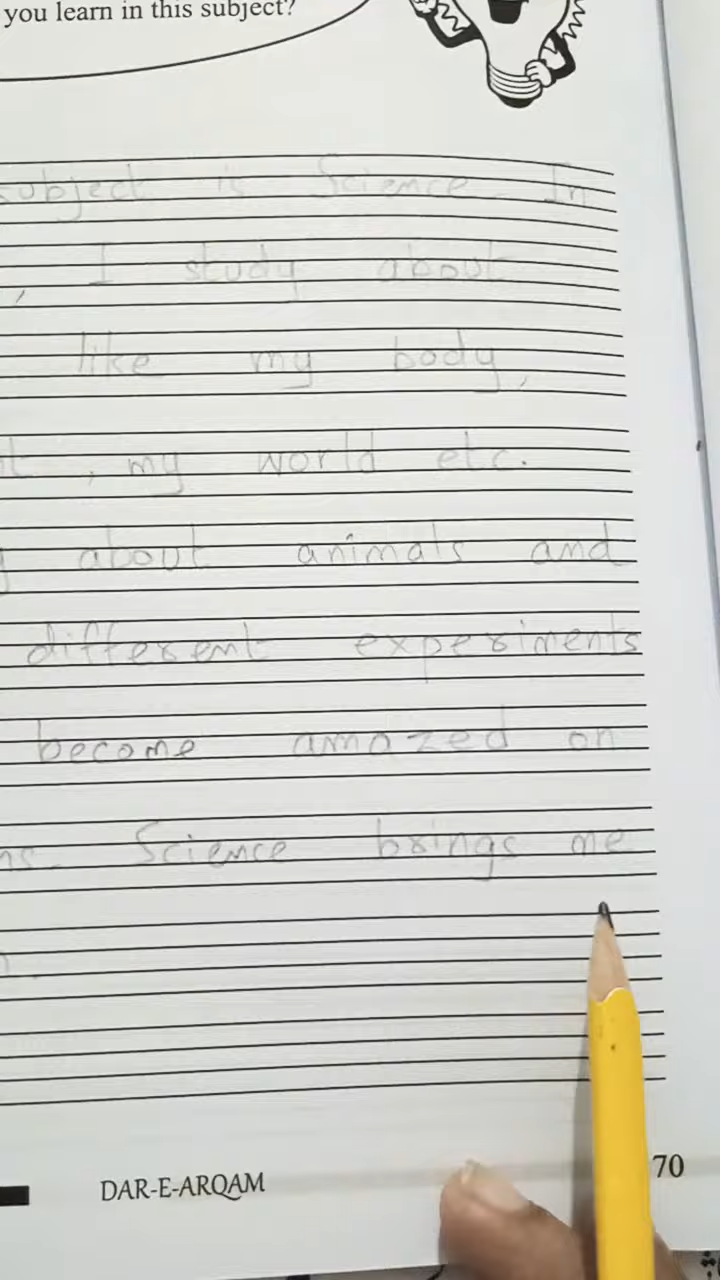 you learn in this subject?
subject is Science. In
, I study about
like my body,
, my world etc.
about animals and
different experiments
become amazed on
Science brings me
DAR-E-ARQAM
70